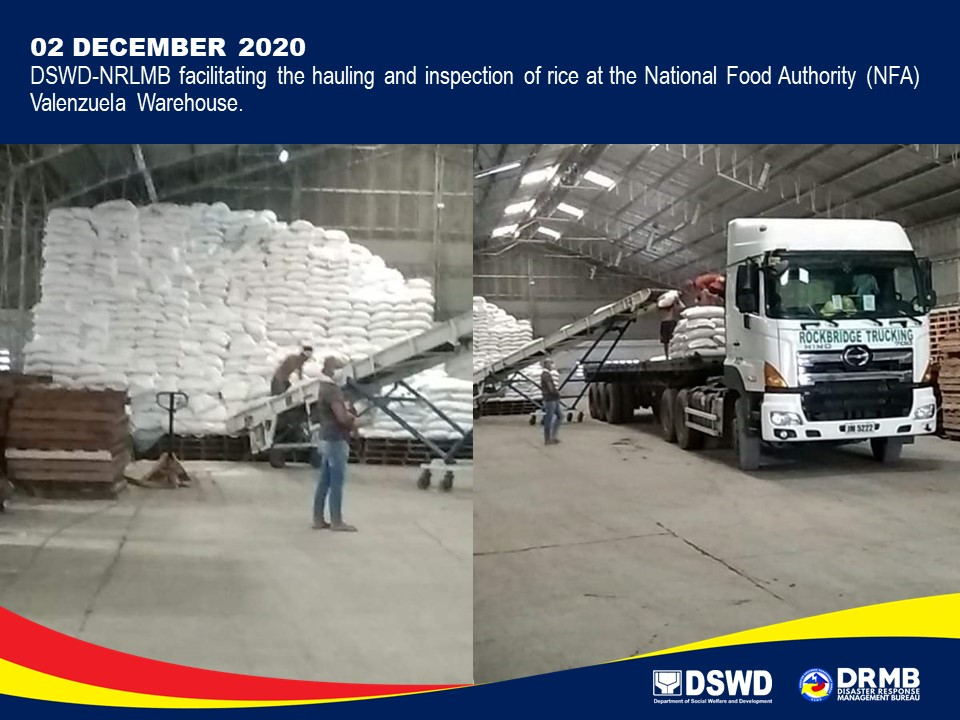 02 DECEMBER 2020
DSWD-NRLMB facilitating the hauling and inspection of rice at the National Food Authority (NFA)
Valenzuela Warehouse.
ROCKBRIDGE TRUCKING
HINO 700
DSWD
Department of Social Welfare and Development
DRMB
DISASTER RESPONSE
MANAGEMENT BUREAU